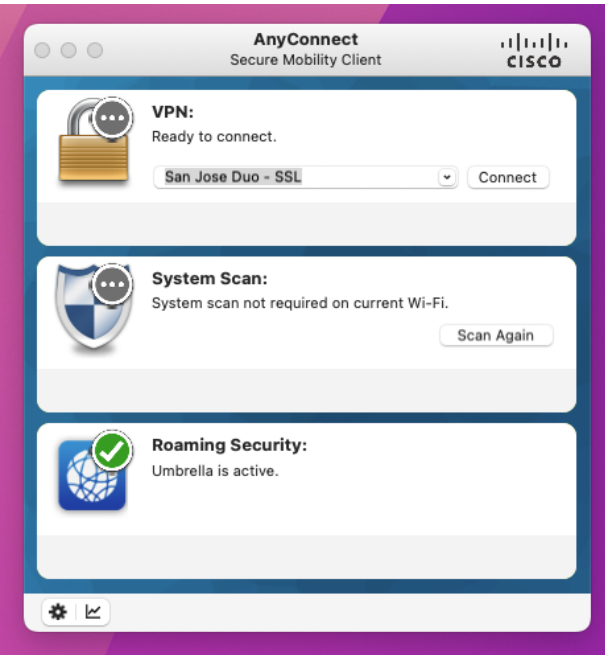 AnyConnect
Secure Mobility Client
CISCO
VPN:
Ready to connect.
San Jose Duo - SSL
Connect
System Scan:
System scan not required on current Wi-Fi.
Scan Again
Roaming Security:
Umbrella is active.